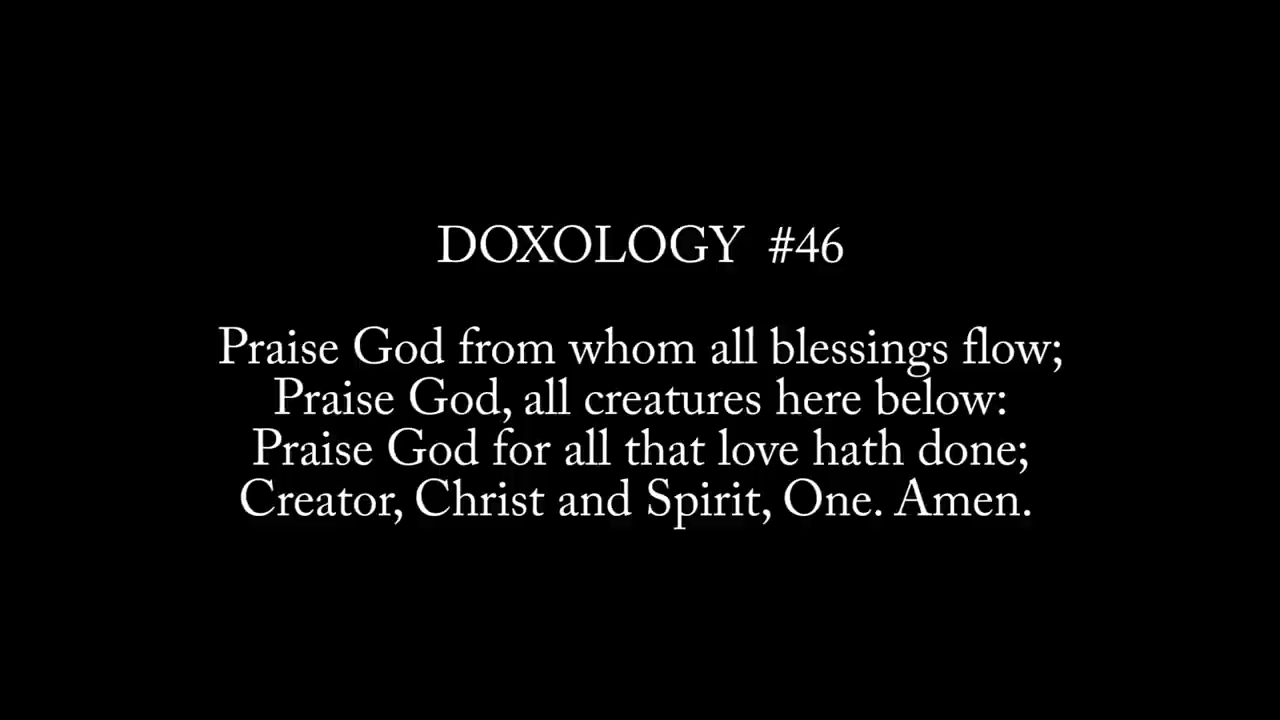 DOXOLOGY #46
Praise God from whom all blessings flow;
Praise God, all creatures here below:
Praise God for all that love hath done;
Creator, Christ and Spirit, One. Amen.